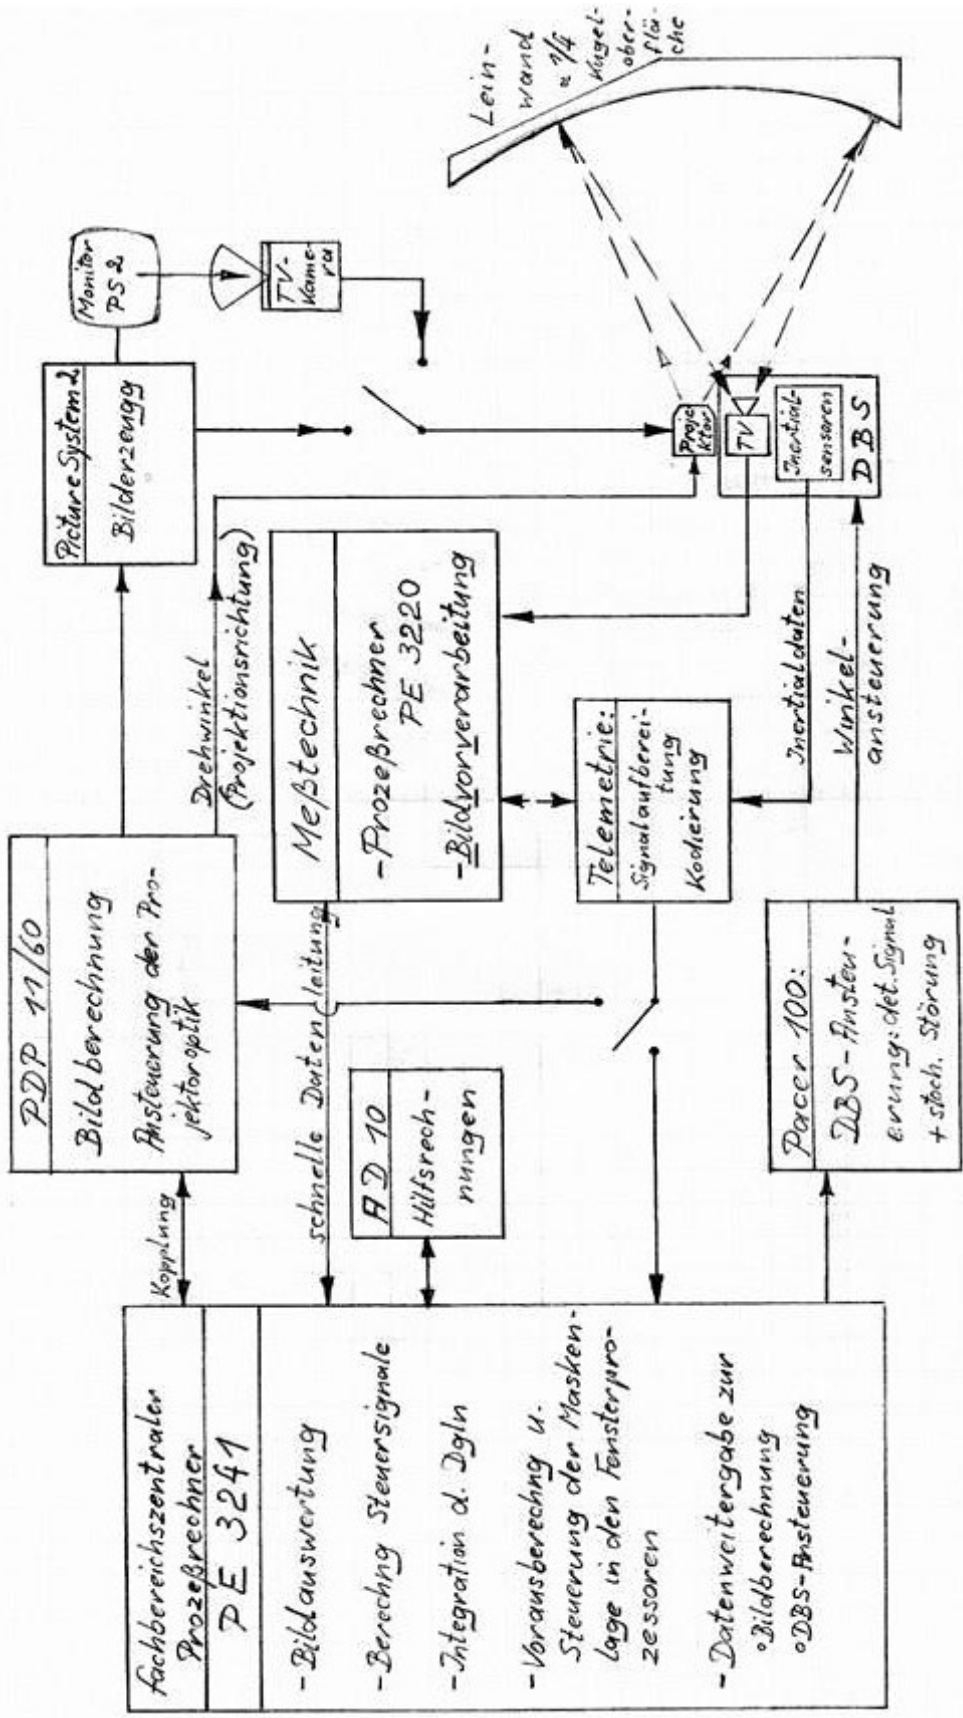 fachbereichszentraler
Prozeßrechner
PE 3241
-Bildauswertung
-Berechng Steuersignale
-Integration d. Dgln
-Vorausberechng u.
Steuerung der Masken-
lage in den Fensterpro-
zessoren
-Datenweitergabe zur
°Bildberechnung
°DBS-Ansteuerung
Kopplung
PDP 11/60
Bildberechnung
Ansteuerung der Pro-
jektoroptik
schnelle Datenleitung
AD 10
Hilfsrech-
nungen
Pacer 100:
DBS-Ansteu-
erung: det. Signal
+ stoch. Störung
Drehwinkel
(Projektionsrichtung)
Meßtechnik
-Prozeßrechner
PE 3220
-Bildvorverarbeitung
Telemetrie:
Signalaufberei-
tung
Kodierung
Inertialdaten
Winkel-
ansteuerung
Picture System 2
Bilderzeugg
Monitor
PS 2
TV-
Kame-
ra
Proje-
ktor
TV
Inertial-
sensoren
DBS
Lein-
wand
≈ 1/4
Kugel-
ober-
flä-
che